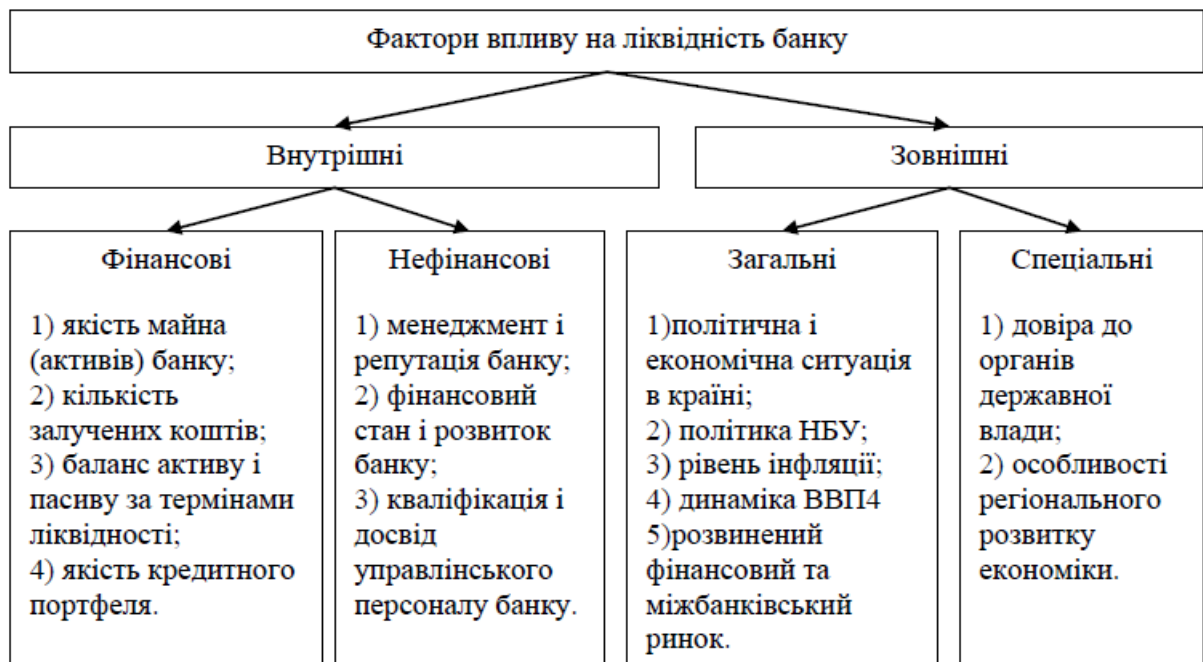 Фактори впливу на ліквідність банку
Внутрішні
Зовнішні
Фінансові
1) якість майна
(активів) банку;
2) кількість
залучених коштів;
3) баланс активу і
пасиву за термінами
ліквідності;
4) якість кредитного
портфеля.
Нефінансові
1) менеджмент і
репутація банку;
2) фінансовий
стан і розвиток
банку;
3) кваліфікація і
досвід
управлінського
персоналу банку.
Загальні
1)політична і
економічна ситуація
в країні;
2) політика НБУ;
3) рівень інфляції;
4) динаміка ВВП4
5)розвинений
фінансовий та
міжбанківський
ринок.
Спеціальні
1) довіра до
органів
державної
влади;
2) особливості
регіонального
розвитку
економіки.